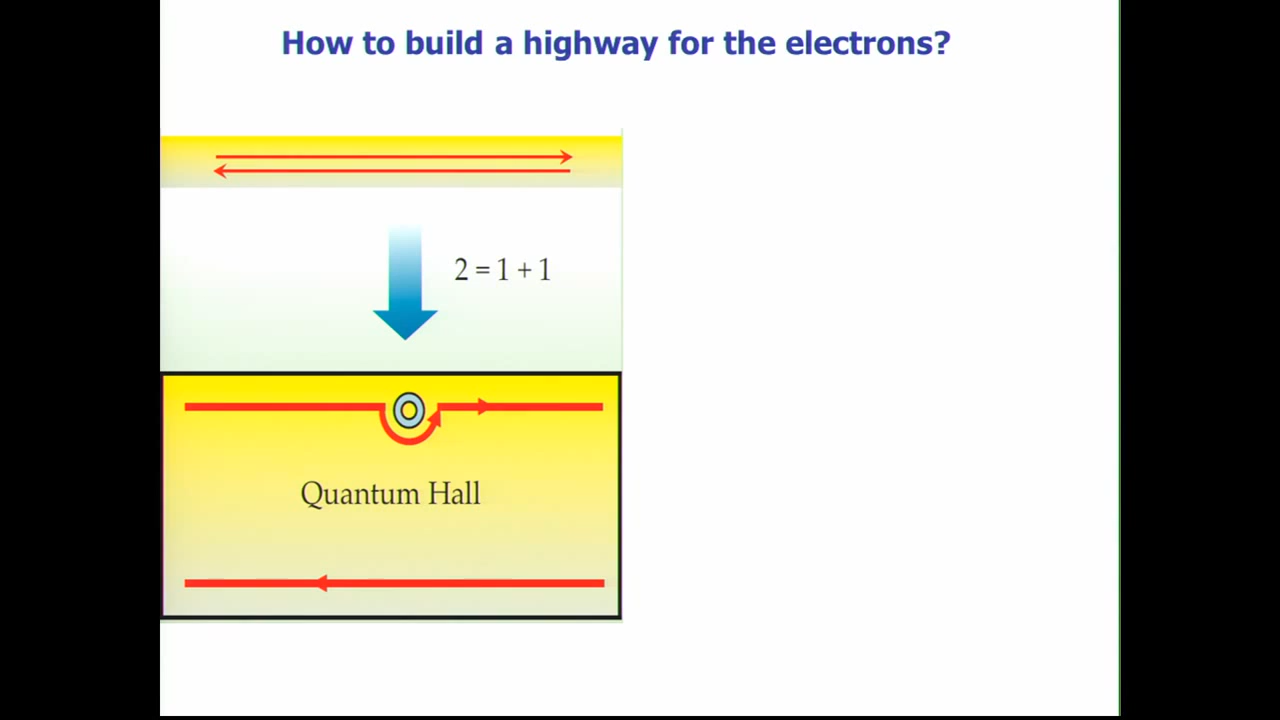 How to build a highway for the electrons?
2 = 1 + 1
Quantum Hall